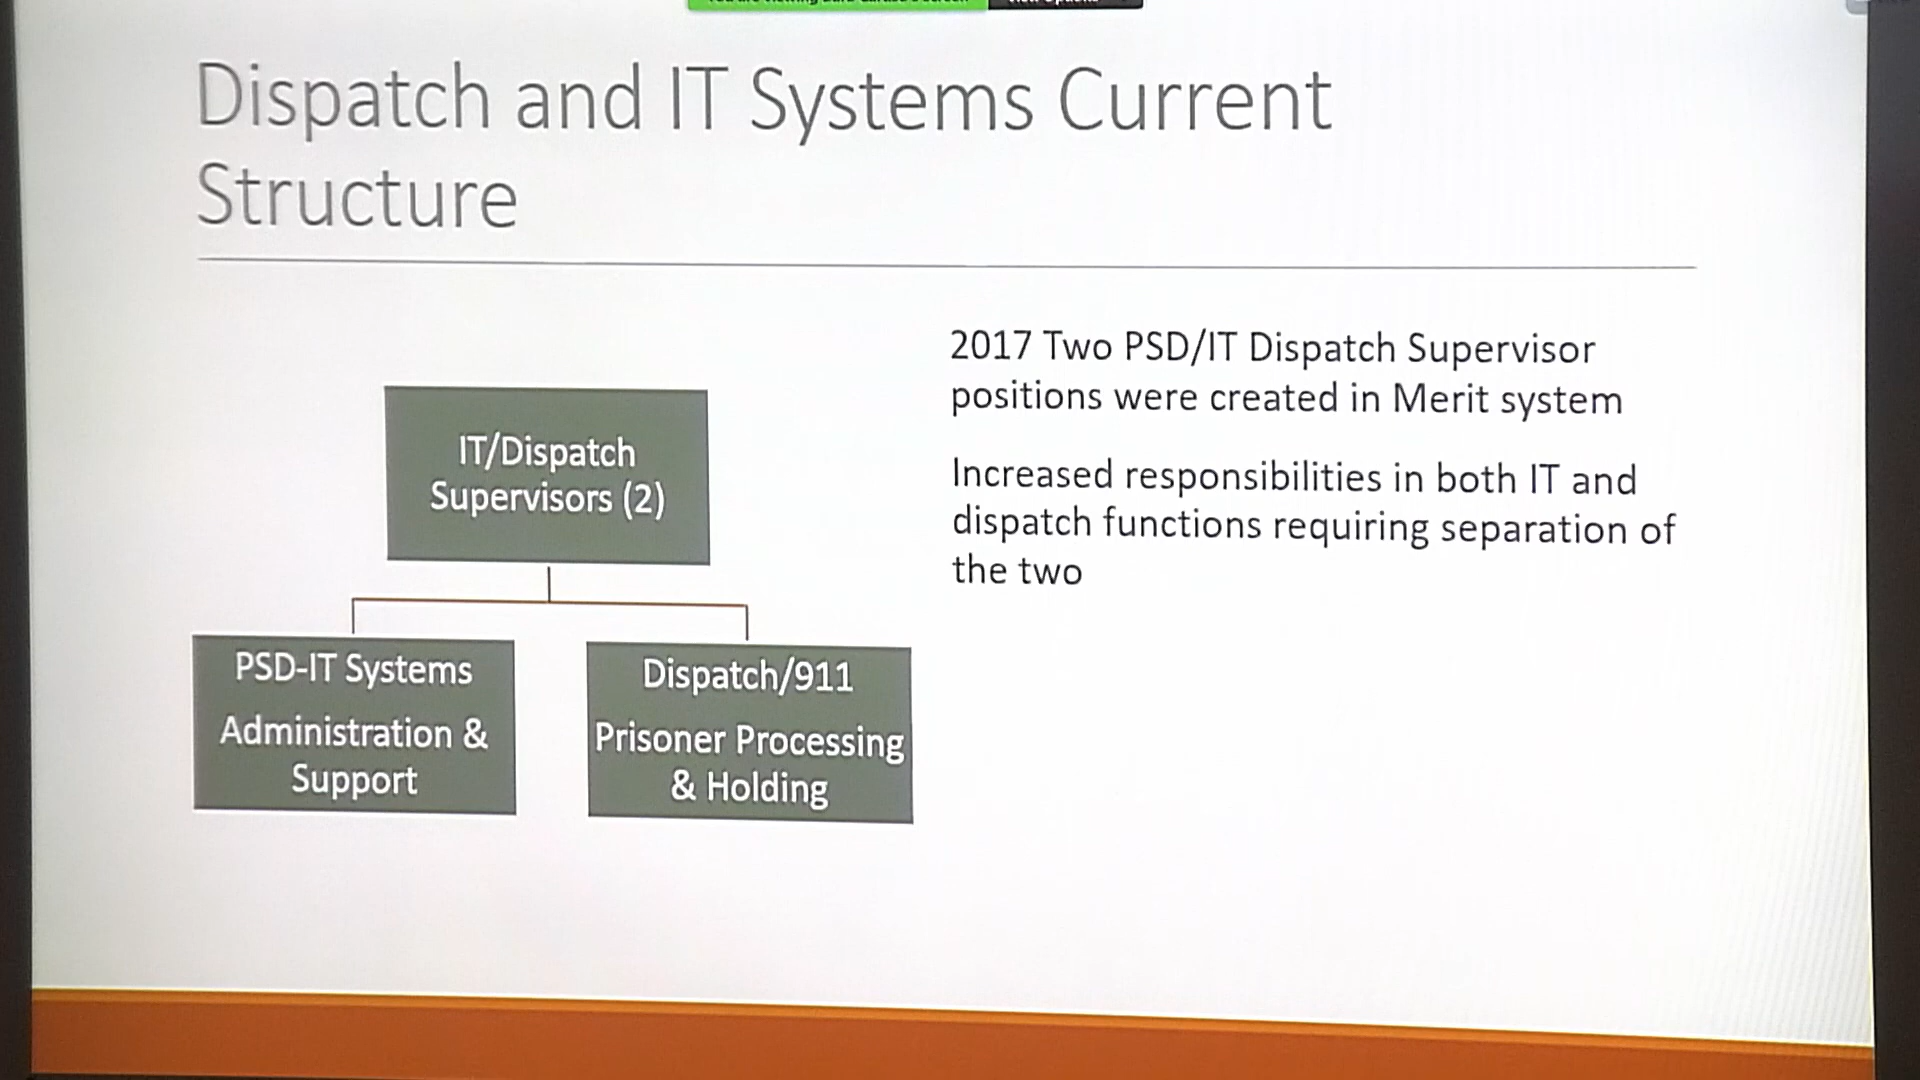 Dispatch and IT Systems Current
Structure
IT/Dispatch
Supervisors (2)
PSD-IT Systems
Administration &
Support
Dispatch/911
Prisoner Processing
& Holding
2017 Two PSD/IT Dispatch Supervisor
positions were created in Merit system
Increased responsibilities in both IT and
dispatch functions requiring separation of
the two